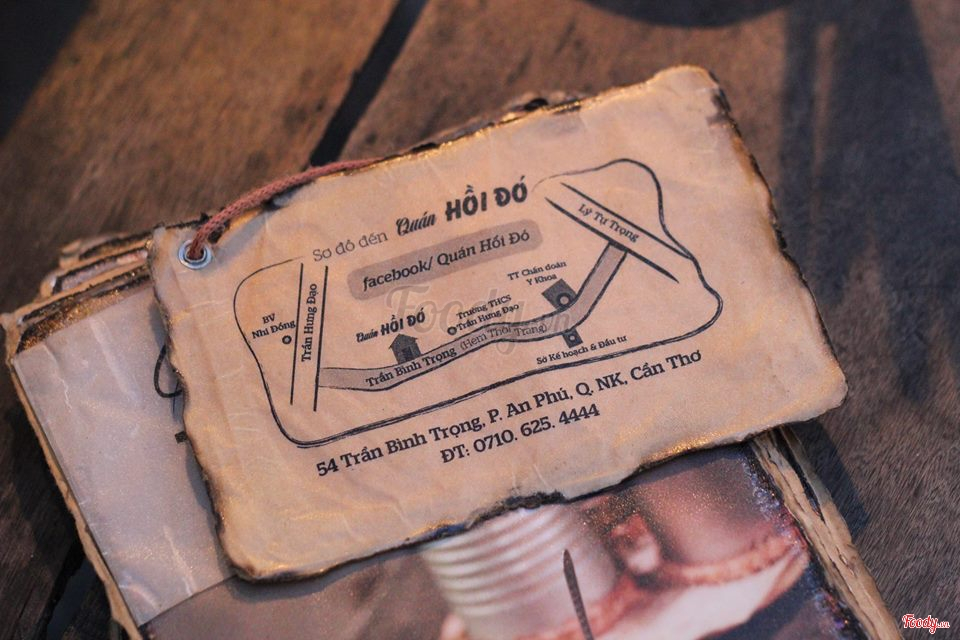 Sơ đồ đến Quán HỒI ĐÓ
facebook/ Quán Hồi Đó
Lý Tự Trọng
TT Chẩn đoán
Y Khoa
BV
Nhi Đồng
Trần Hưng Đạo
Quán HỒI ĐÓ
Trường THCS
Trần Hưng Đạo
Trần Bình Trọng (Hẻm Thời Trang)
Sở Kế hoạch & Đầu tư
54 Trần Bình Trọng, P. An Phú, Q. NK, Cần Thơ
ĐT: 0710. 625. 4444
Foody.vn
Foody.vn